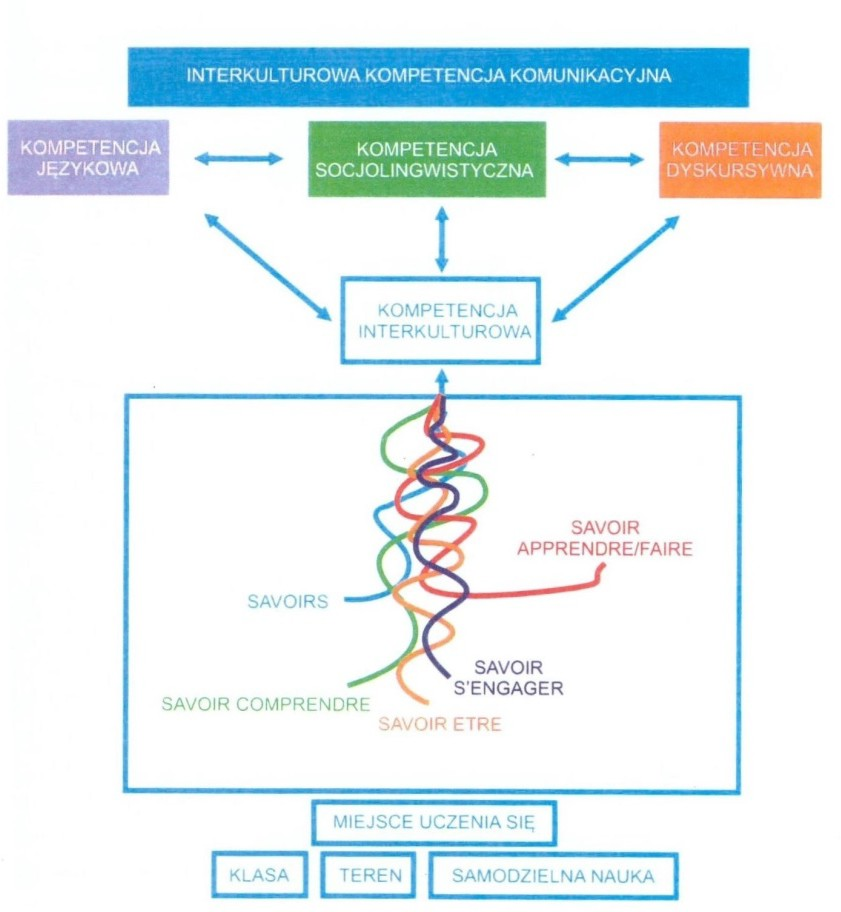 INTERKULTUROWA KOMPETENCJA KOMUNIKACYJNA
KOMPETENCJA
JĘZYKOWA
KOMPETENCJA
SOCJOLINGWISTYCZNA
KOMPETENCJA
DYSKURSYWNA
KOMPETENCJA
INTERKULTUROWA
SAVOIR
APPRENDRE/FAIRE
SAVOIRS
SAVOIR
S'ENGAGER
SAVOIR COMPRENDRE
SAVOIR ETRE
MIEJSCE UCZENIA SIĘ
KLASA
TEREN
SAMODZIELNA NAUKA